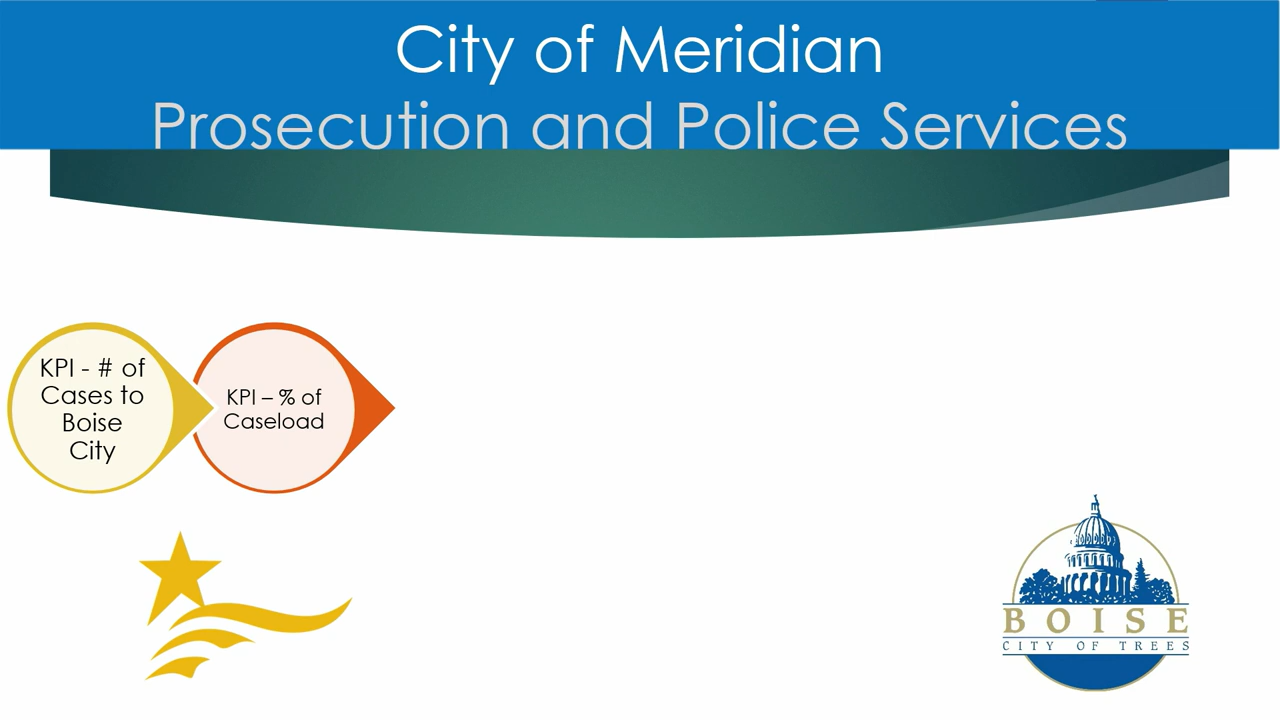 City of Meridian
Prosecution and Police Services
KPI - # of
Cases to
Boise
City
KPI – % of
Caseload
BOISE
CITY OF TREES